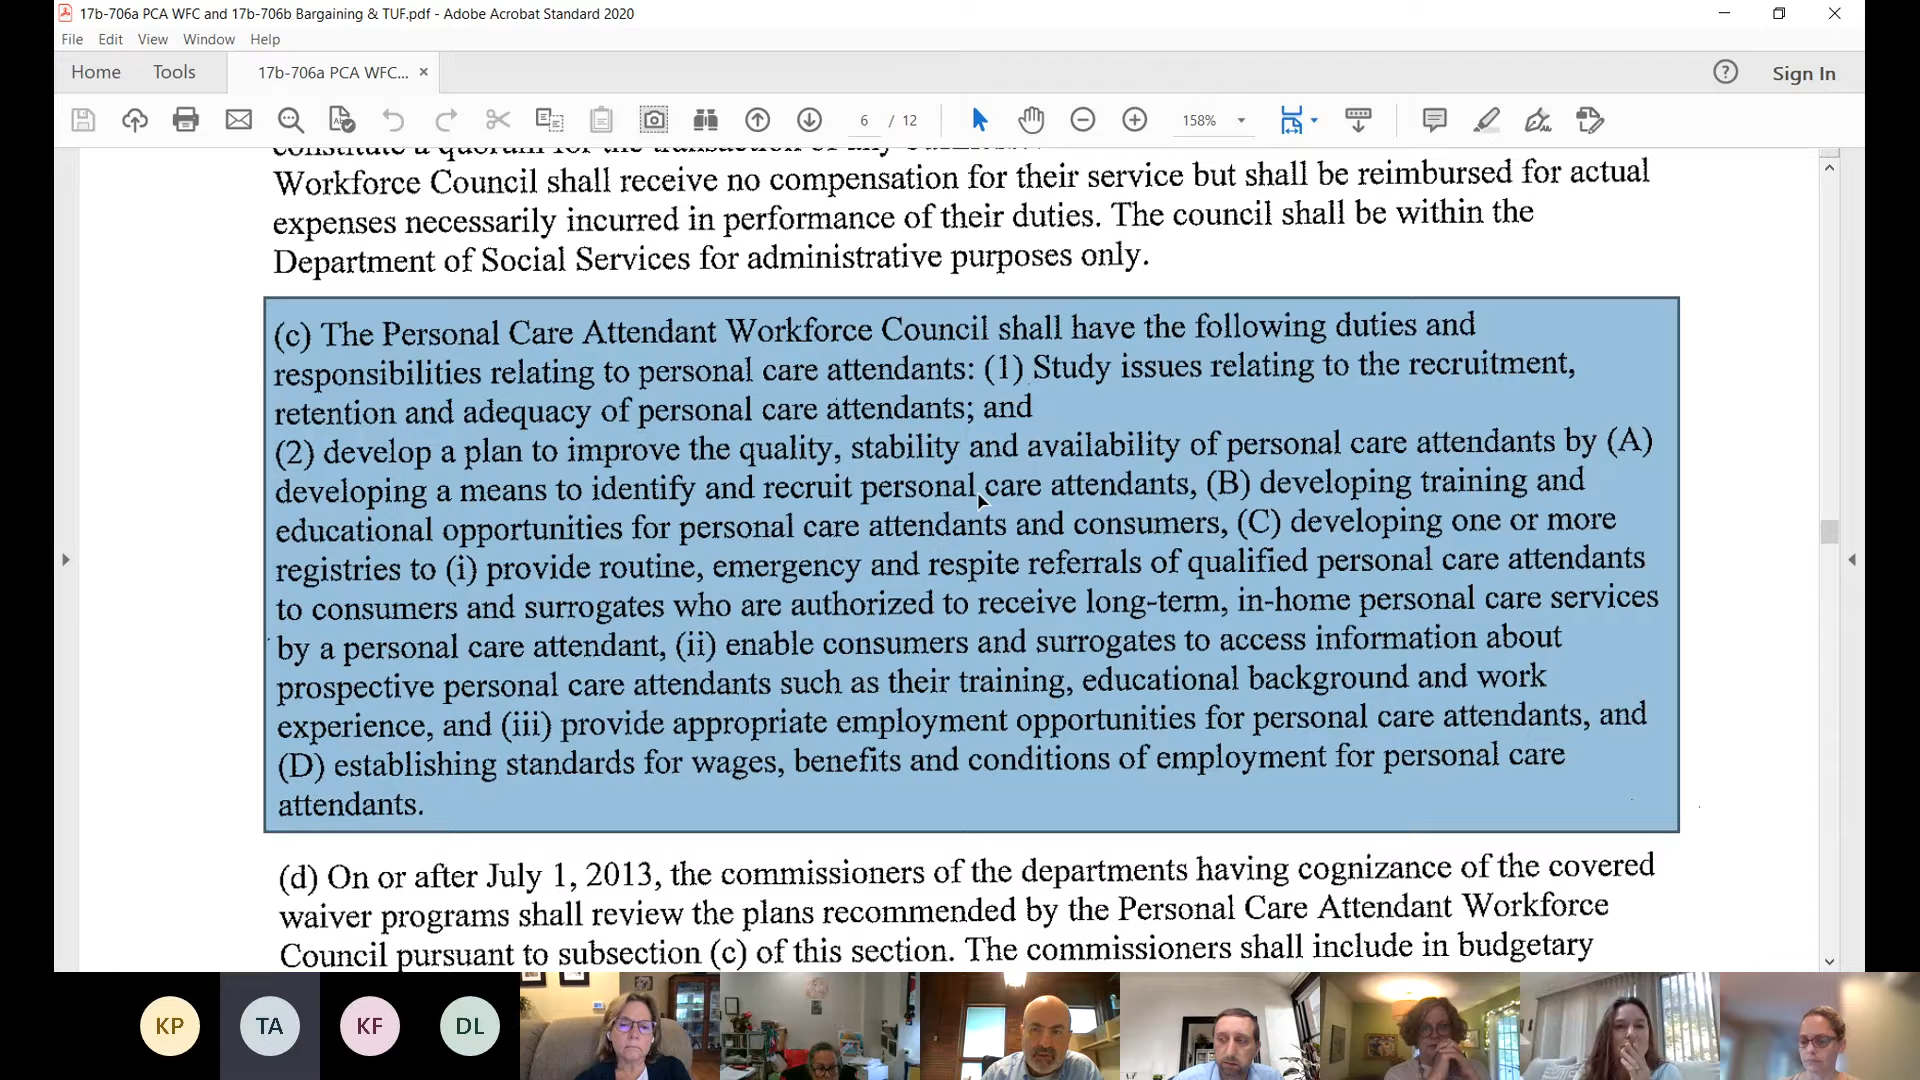 17b-706a PCA WFC and 17b-706b Bargaining & TUF.pdf - Adobe Acrobat Standard 2020
File Edit View Window Help
Home Tools 17b-706a PCA WFC... × Sign In
6 / 12 158%
constitute a quorum for the transaction of any
Workforce Council shall receive no compensation for their service but shall be reimbursed for actual
expenses necessarily incurred in performance of their duties. The council shall be within the
Department of Social Services for administrative purposes only.
(c) The Personal Care Attendant Workforce Council shall have the following duties and
responsibilities relating to personal care attendants: (1) Study issues relating to the recruitment,
retention and adequacy of personal care attendants; and
(2) develop a plan to improve the quality, stability and availability of personal care attendants by (A)
developing a means to identify and recruit personal care attendants, (B) developing training and
educational opportunities for personal care attendants and consumers, (C) developing one or more
registries to (i) provide routine, emergency and respite referrals of qualified personal care attendants
to consumers and surrogates who are authorized to receive long-term, in-home personal care services
by a personal care attendant, (ii) enable consumers and surrogates to access information about
prospective personal care attendants such as their training, educational background and work
experience, and (iii) provide appropriate employment opportunities for personal care attendants, and
(D) establishing standards for wages, benefits and conditions of employment for personal care
attendants.
(d) On or after July 1, 2013, the commissioners of the departments having cognizance of the covered
waiver programs shall review the plans recommended by the Personal Care Attendant Workforce
Council pursuant to subsection (c) of this section. The commissioners shall include in budgetary
KP TA KF DL